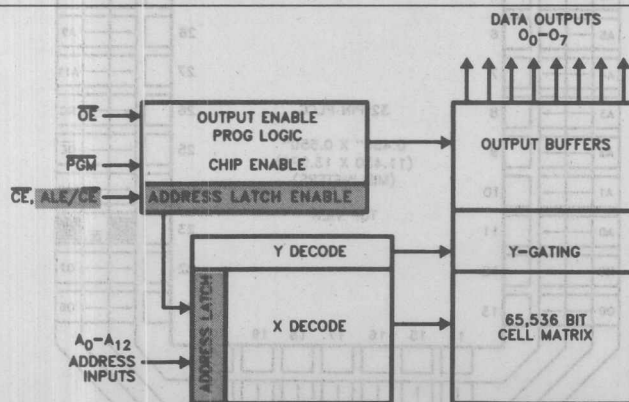 DATA OUTPUTS
O0–O7
OE
OUTPUT ENABLE
PROG LOGIC
PGM
CHIP ENABLE
CE, ALE/CE
ADDRESS LATCH ENABLE
OUTPUT BUFFERS
Y DECODE
Y-GATING
ADDRESS LATCH
X DECODE
A0–A12
ADDRESS
INPUTS
65,536 BIT
CELL MATRIX